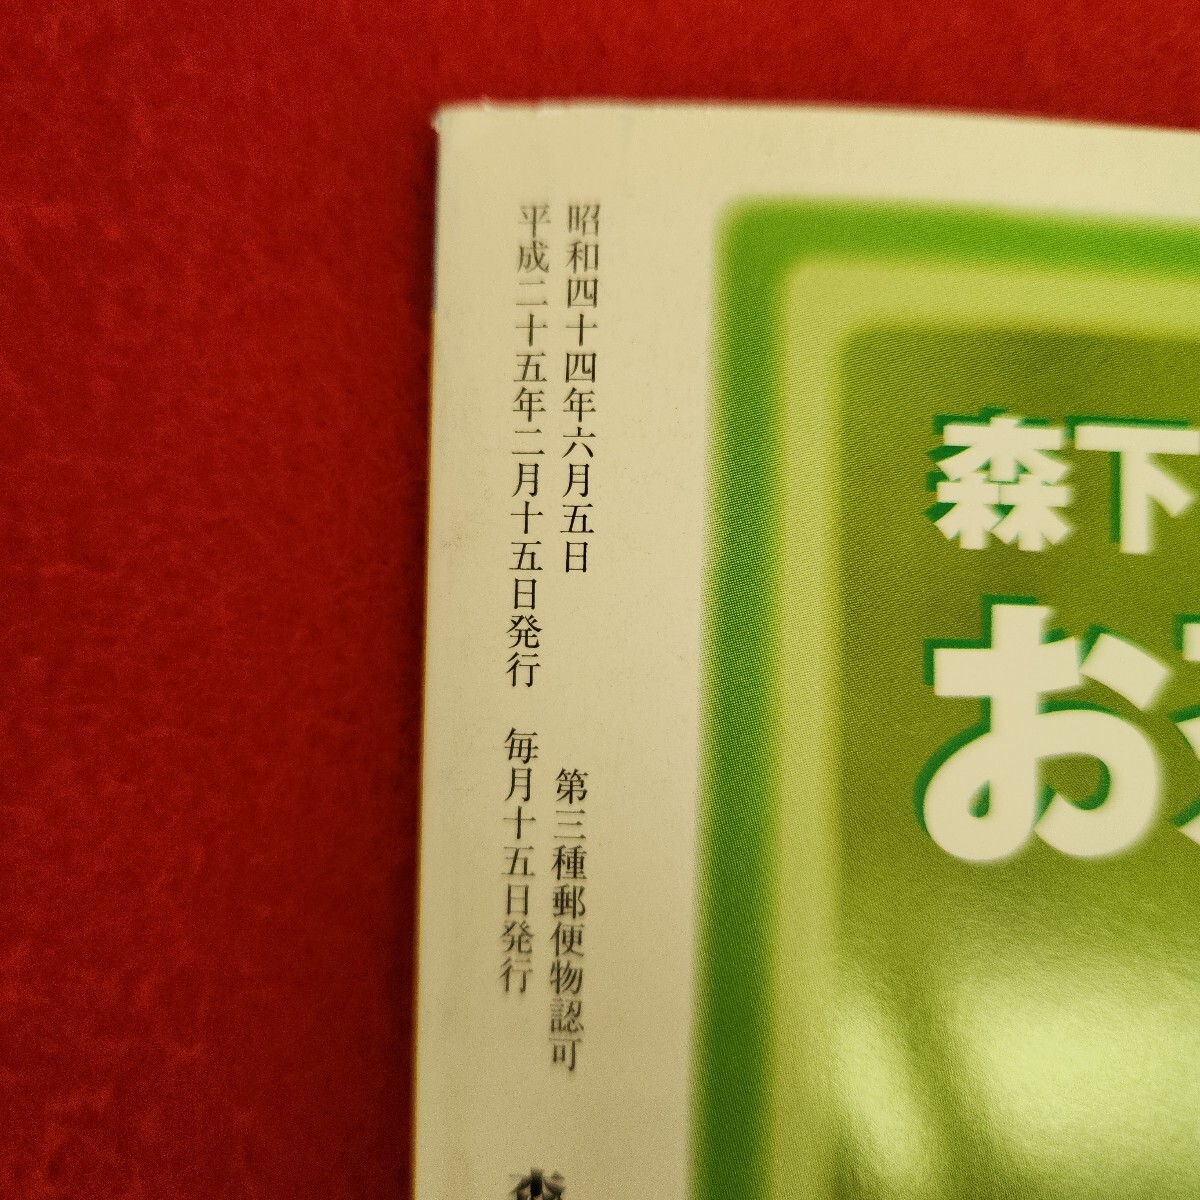 昭和四十四年六月五日　第三種郵便物認可
平成二十五年二月十五日発行　毎月十五日発行
森下
お